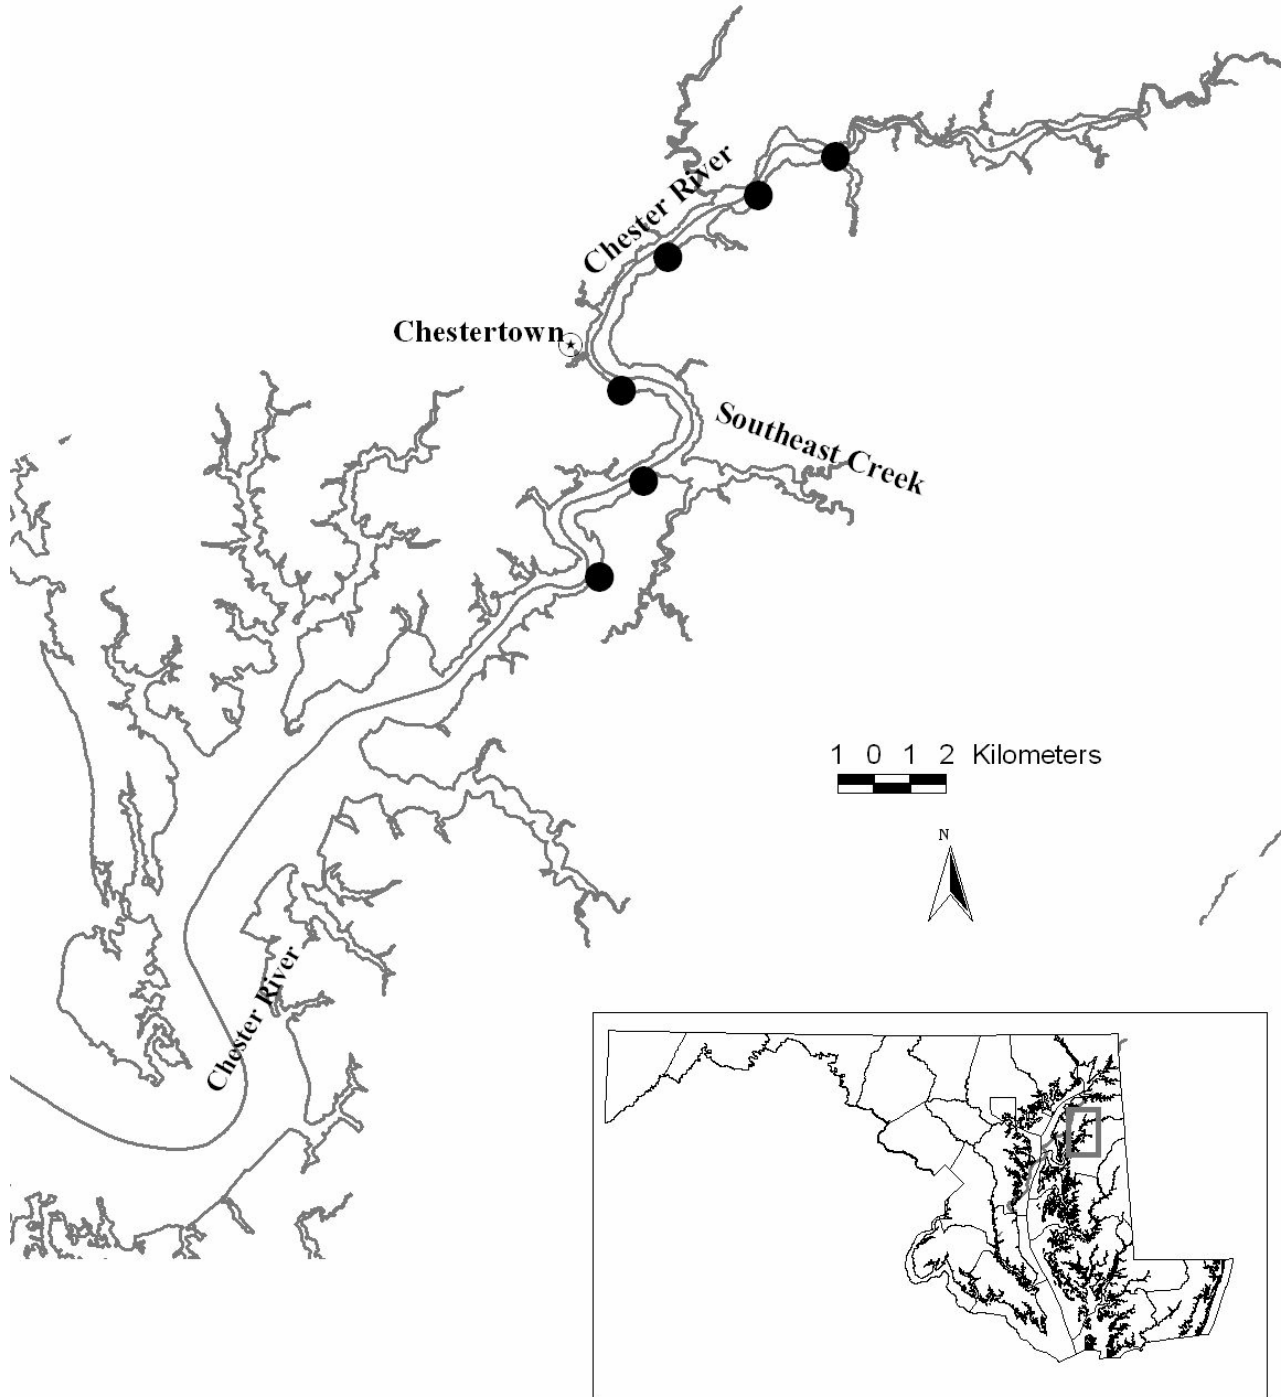 Chester River
Chestertown
Southeast Creek
1 0 1 2 Kilometers
N
Chester River